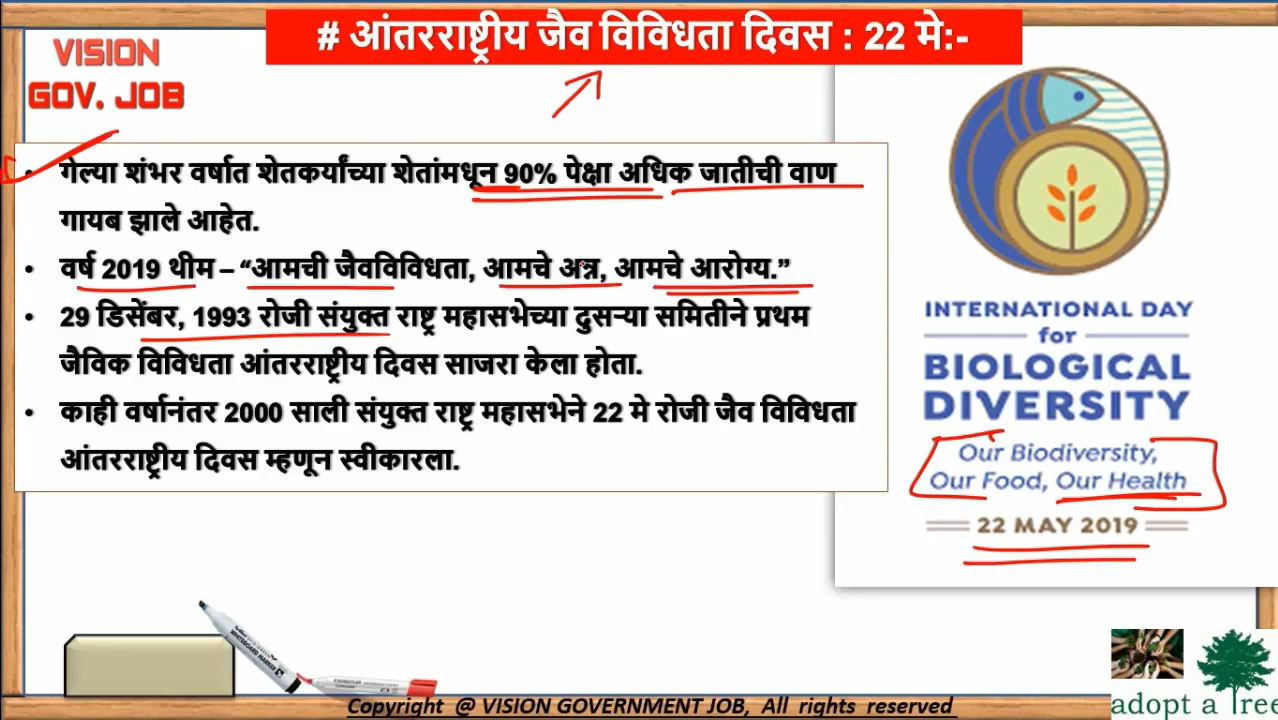 # आंतरराष्ट्रीय जैव विविधता दिवस : 22 मे:-
VISION
GOV. JOB
• गेल्या शंभर वर्षात शेतकर्यांच्या शेतांमधून 90% पेक्षा अधिक जातीची वाण
गायब झाले आहेत.
• वर्ष 2019 थीम – “आमची जैवविविधता, आमचे अन्न, आमचे आरोग्य.”
• 29 डिसेंबर, 1993 रोजी संयुक्त राष्ट्र महासभेच्या दुसऱ्या समितीने प्रथम
जैविक विविधता आंतरराष्ट्रीय दिवस साजरा केला होता.
• काही वर्षानंतर 2000 साली संयुक्त राष्ट्र महासभेने 22 मे रोजी जैव विविधता
आंतरराष्ट्रीय दिवस म्हणून स्वीकारला.
INTERNATIONAL DAY
for
BIOLOGICAL
DIVERSITY
Our Biodiversity,
Our Food, Our Health
22 MAY 2019
WHITEBOARD MARKER
adopt a Tree
Copyright @ VISION GOVERNMENT JOB, All rights reserved